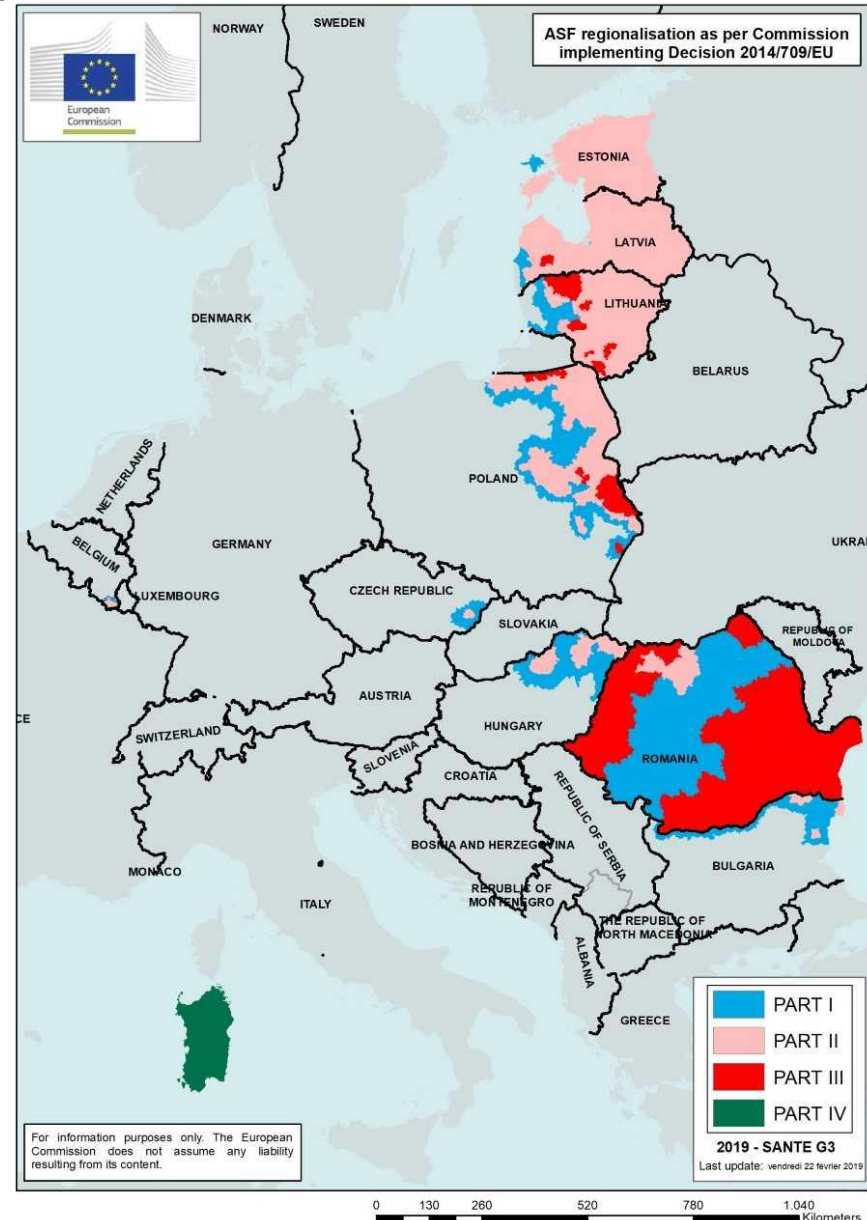 ASF regionalisation as per Commission
implementing Decision 2014/709/EU
European
Commission
NORWAY
SWEDEN
ESTONIA
LATVIA
LITHUANIA
DENMARK
BELARUS
NETHERLANDS
POLAND
BELGIUM
GERMANY
UKRAI
LUXEMBOURG
CZECH REPUBLIC
SLOVAKIA
REPUBLIC OF
MOLDOVA
AUSTRIA
CE
SWITZERLAND
HUNGARY
SLOVENIA
ROMANIA
CROATIA
REPUBLIC OF SERBIA
BOSNIA AND HERZEGOVINA
MONACO
BULGARIA
ITALY
REPUBLIC OF
MONTENEGRO
THE REPUBLIC OF
NORTH MACEDONIA
ALBANIA
GREECE
PART I
PART II
PART III
PART IV
2019 - SANTE G3
Last update: vendredi 22 février 2019
For information purposes only. The European
Commission does not assume any liability
resulting from its content.
0 130 260 520 780 1.040
Kilometers